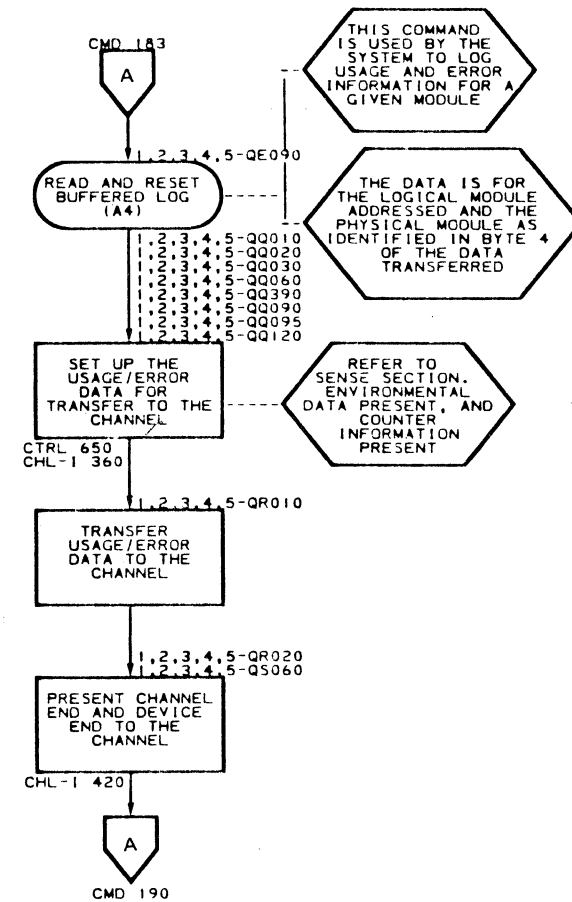 CMD 183
A
THIS COMMAND
IS USED BY THE
SYSTEM TO LOG
USAGE AND ERROR
INFORMATION FOR A
GIVEN MODULE
1,2,3,4,5-QE090
READ AND RESET
BUFFERED LOG
(A4)
THE DATA IS FOR
THE LOGICAL MODULE
ADDRESSED AND THE
PHYSICAL MODULE AS
IDENTIFIED IN BYTE 4
OF THE DATA
TRANSFERRED
1,2,3,4,5-QQ010
1,2,3,4,5-QQ020
1,2,3,4,5-QQ030
1,2,3,4,5-QQ060
1,2,3,4,5-QQ390
1,2,3,4,5-QQ090
1,2,3,4,5-QQ095
1,2,3,4,5-QQ120
SET UP THE
USAGE/ERROR
DATA FOR
TRANSFER TO THE
CHANNEL
REFER TO
SENSE SECTION.
ENVIRONMENTAL
DATA PRESENT, AND
COUNTER
INFORMATION
PRESENT
CTRL 650
CHL-I 360
1,2,3,4,5-QR010
TRANSFER
USAGE/ERROR
DATA TO THE
CHANNEL
1,2,3,4,5-QR020
1,2,3,4,5-QS060
PRESENT CHANNEL
END AND DEVICE
END TO THE
CHANNEL
CHL-I 420
A
CMD 190